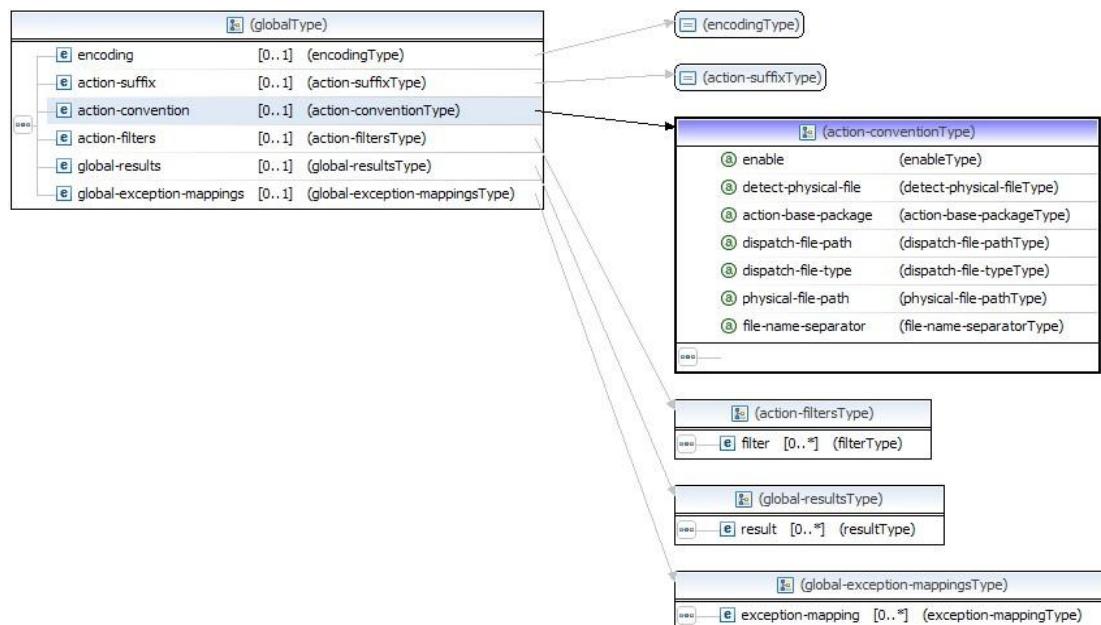 (globalType)
e encoding [0..1] (encodingType)
e action-suffix [0..1] (action-suffixType)
e action-convention [0..1] (action-conventionType)
e action-filters [0..1] (action-filtersType)
e global-results [0..1] (global-resultsType)
e global-exception-mappings [0..1] (global-exception-mappingsType)
(encodingType)
(action-suffixType)
(action-conventionType)
a enable (enableType)
a detect-physical-file (detect-physical-fileType)
a action-base-package (action-base-packageType)
a dispatch-file-path (dispatch-file-pathType)
a dispatch-file-type (dispatch-file-typeType)
a physical-file-path (physical-file-pathType)
a file-name-separator (file-name-separatorType)
(action-filtersType)
e filter [0..*] (filterType)
(global-resultsType)
e result [0..*] (resultType)
(global-exception-mappingsType)
e exception-mapping [0..*] (exception-mappingType)